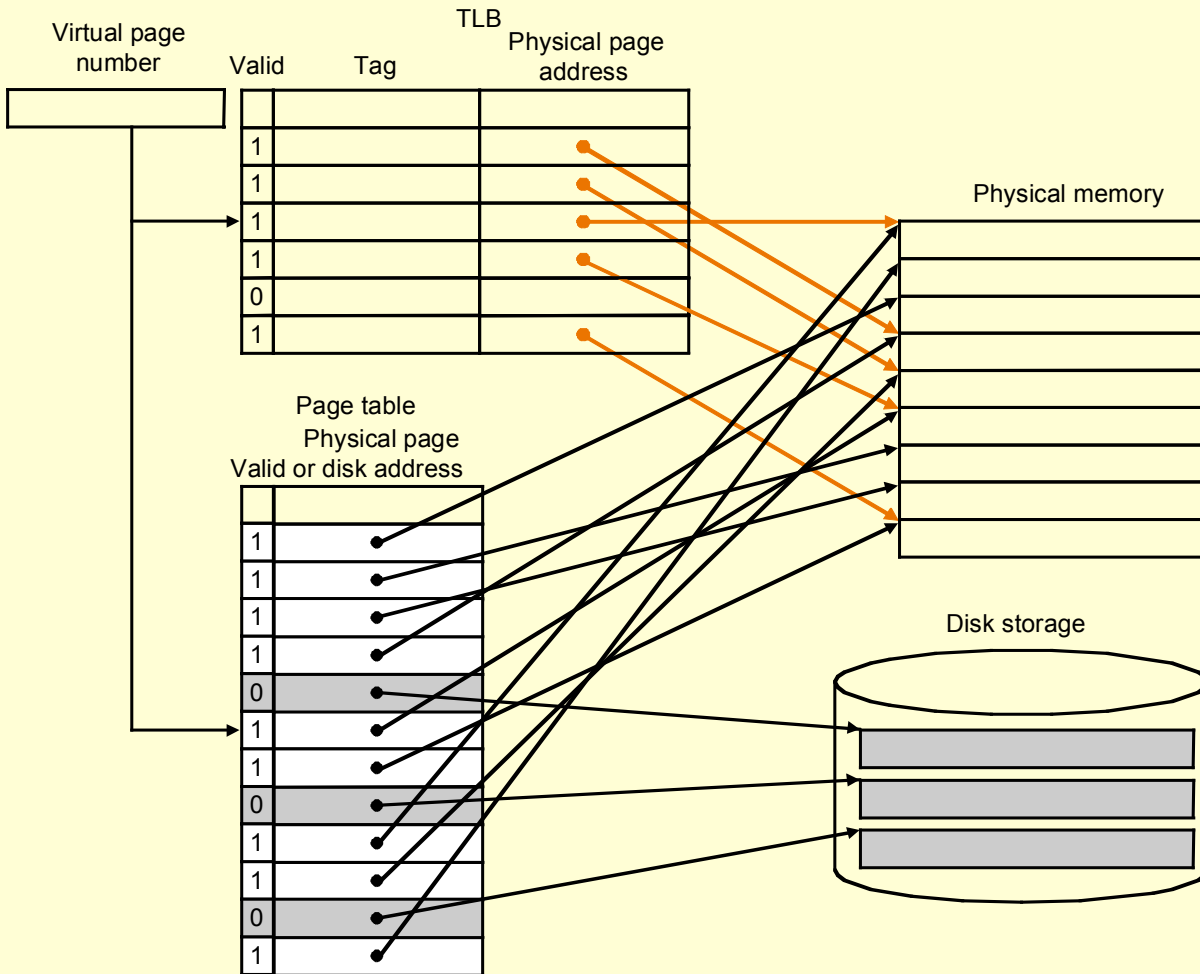 TLB
Virtual page
number
Valid
Tag
Physical page
address
1
1
1
1
0
1
Physical memory
Page table
Physical page
Valid or disk address
1
1
1
1
0
1
1
0
1
1
0
1
Disk storage